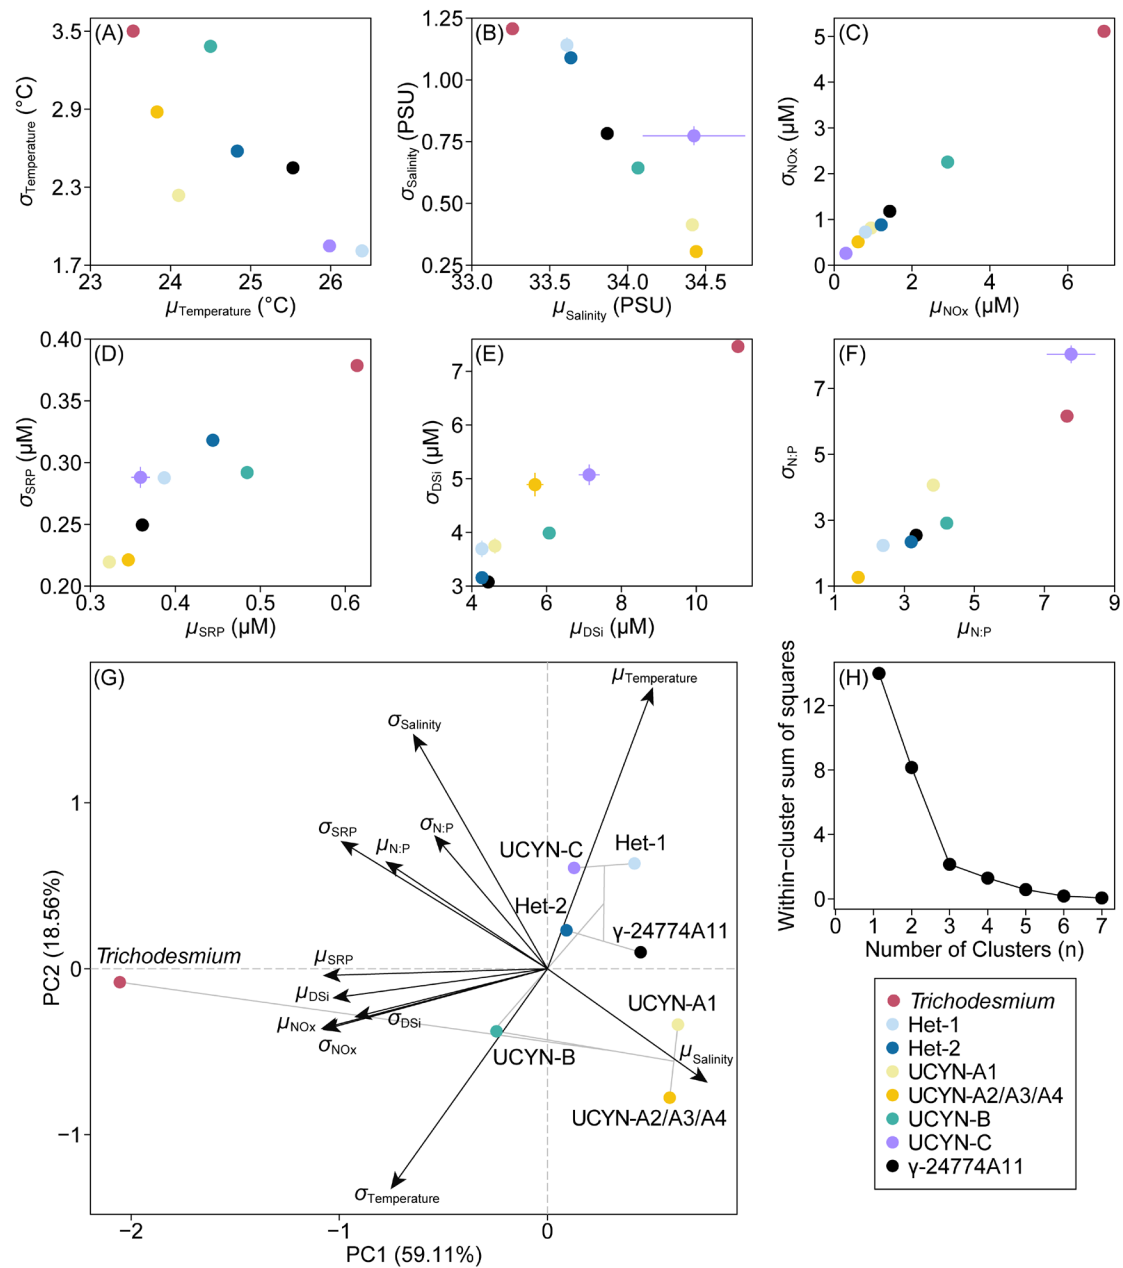 (A)
3.5
2.9
2.3
1.7
23
24
25
26
σTemperature (°C)
μTemperature (°C)
(B)
1.25
1.00
0.75
0.50
0.25
33.0
33.5
34.0
34.5
σSalinity (PSU)
μSalinity (PSU)
(C)
5
4
3
2
1
0
0
2
4
6
σNOx (μM)
μNOx (μM)
(D)
0.40
0.35
0.30
0.25
0.20
0.3
0.4
0.5
0.6
σSRP (μM)
μSRP (μM)
(E)
7
6
5
4
3
4
6
8
10
σDSi (μM)
μDSi (μM)
(F)
7
5
3
1
1
3
5
7
9
σN:P
μN:P
(G)
μTemperature
σSalinity
σSRP
μN:P
σN:P
UCYN-C
Het-1
Het-2
γ-24774A11
Trichodesmium
μSRP
μDSi
μNOx
σDSi
σNOx
UCYN-A1
UCYN-B
μSalinity
UCYN-A2/A3/A4
σTemperature
1
0
−1
−2
−1
0
PC2 (18.56%)
PC1 (59.11%)
(H)
12
8
4
0
0
1
2
3
4
5
6
7
Within−cluster sum of squares
Number of Clusters (n)
Trichodesmium
Het-1
Het-2
UCYN-A1
UCYN-A2/A3/A4
UCYN-B
UCYN-C
γ-24774A11